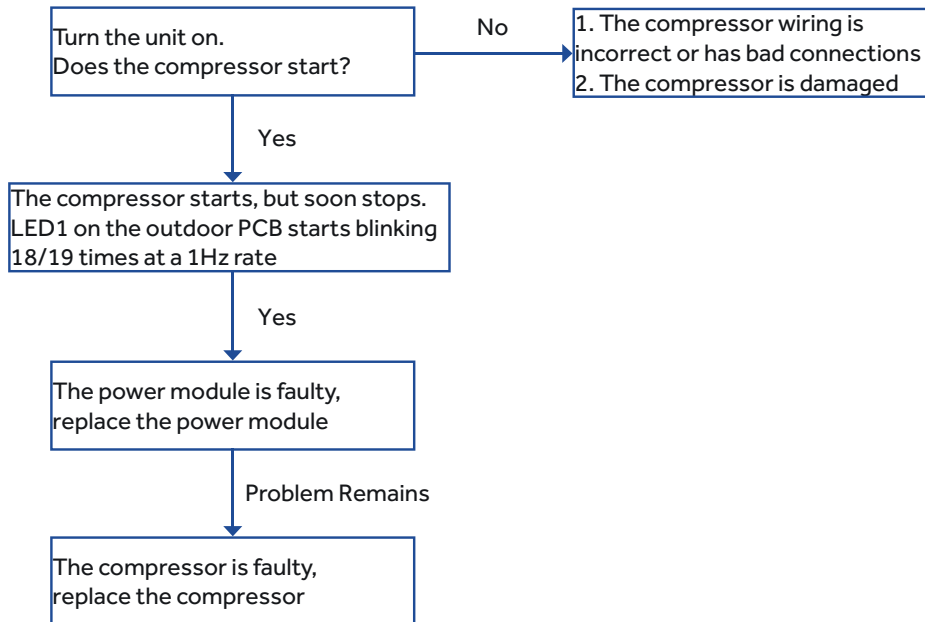 Turn the unit on.
Does the compressor start?
No
1. The compressor wiring is
incorrect or has bad connections
2. The compressor is damaged
Yes
The compressor starts, but soon stops.
LED1 on the outdoor PCB starts blinking
18/19 times at a 1Hz rate
Yes
The power module is faulty,
replace the power module
Problem Remains
The compressor is faulty,
replace the compressor